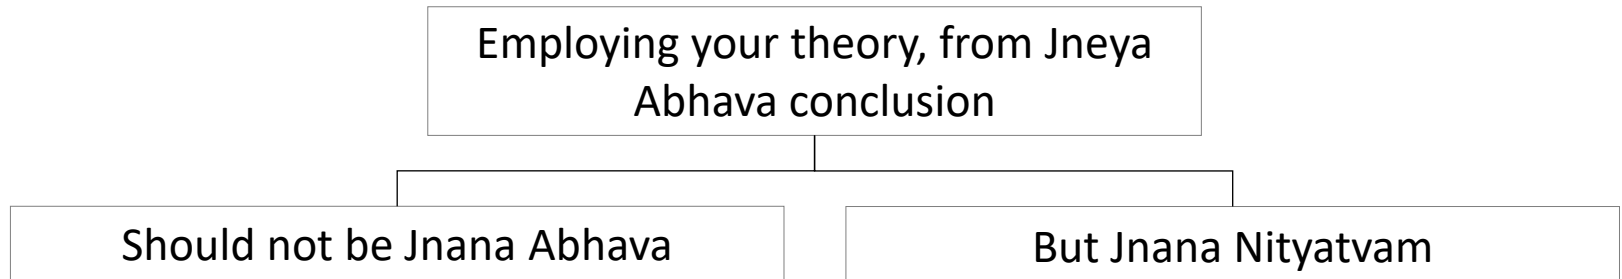 Employing your theory, from Jneya
Abhava conclusion
Should not be Jnana Abhava
But Jnana Nityatvam